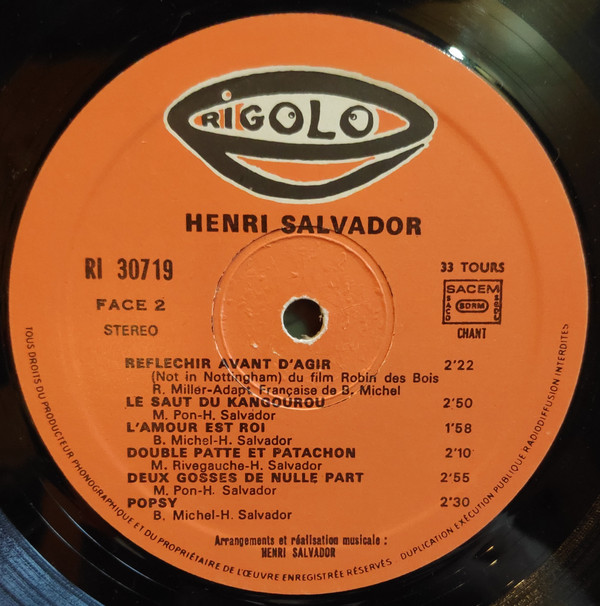 RIGOLO
HENRI SALVADOR
RI 30719
33 TOURS
FACE 2
STEREO
SACEM
SACD
SDRM
SGDL
CHANT
REFLECHIR AVANT D'AGIR 2'22
(Not in Nottingham) du film Robin des Bois
R. Miller-Adapt Française de B. Michel
LE SAUT DU KANGOUROU 2'50
M. Pon-H. Salvador
L'AMOUR EST ROI 1'58
B. Michel-H. Salvador
DOUBLE PATTE ET PATACHON 2'10
M. Rivegauche-H. Salvador
DEUX GOSSES DE NULLE PART 2'55
M. Pon-H. Salvador
POPSY 2'30
B. Michel-H. Salvador
Arrangements et réalisation musicale :
HENRI SALVADOR
TOUS DROITS DU PRODUCTEUR PHONOGRAPHIQUE ET DU PROPRIÉTAIRE DE L'ŒUVRE ENREGISTRÉE RÉSERVÉS. DUPLICATION EXÉCUTION PUBLIQUE RADIODIFFUSION INTERDITES